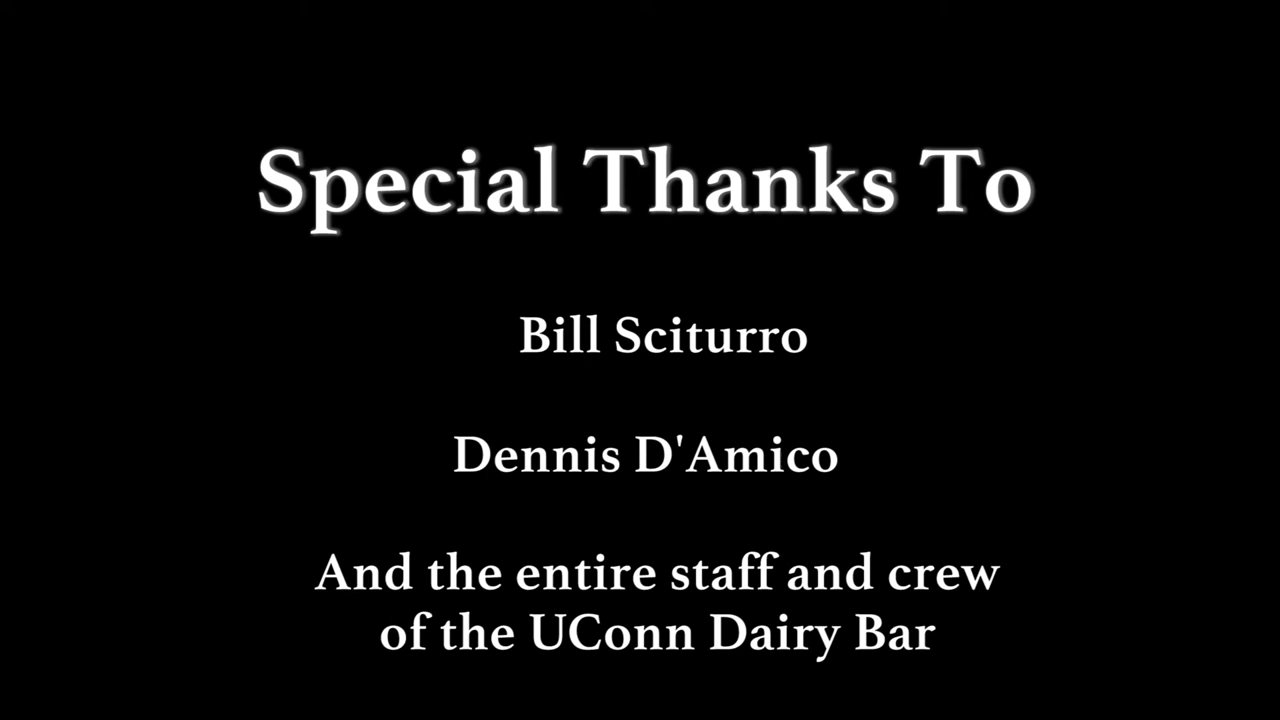 Special Thanks To
Bill Sciturro
Dennis D'Amico
And the entire staff and crew
of the UConn Dairy Bar